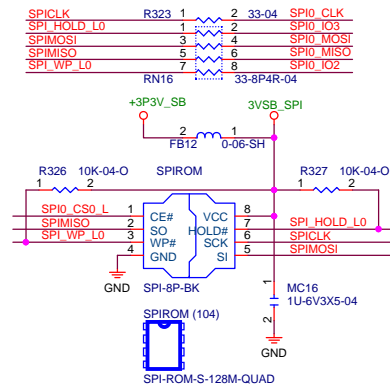 SPICLK R323 1 2 33-04 SPI0_CLK
SPI_HOLD_L0 1 2 SPI0_IO3
SPIMOSI 3 4 SPI0_MOSI
SPIMISO 5 6 SPI0_MISO
SPI_WP_L0 7 8 SPI0_IO2
RN16 33-8P4R-04
+3P3V_SB 3VSB_SPI
2 1
FB12 0-06-SH
R326 10K-04-O SPIROM R327 10K-04-O
1 2 1 2
SPI0_CS0_L 1 CE# VCC 8
SPIMISO 2 SO HOLD# 7 SPI_HOLD_L0
SPI_WP_L0 3 WP# SCK 6 SPICLK
4 GND SI 5 SPIMOSI
GND SPI-8P-BK
1 MC16
1U-6V3X5-04
2
SPIROM (104)
GND
SPI-ROM-S-128M-QUAD